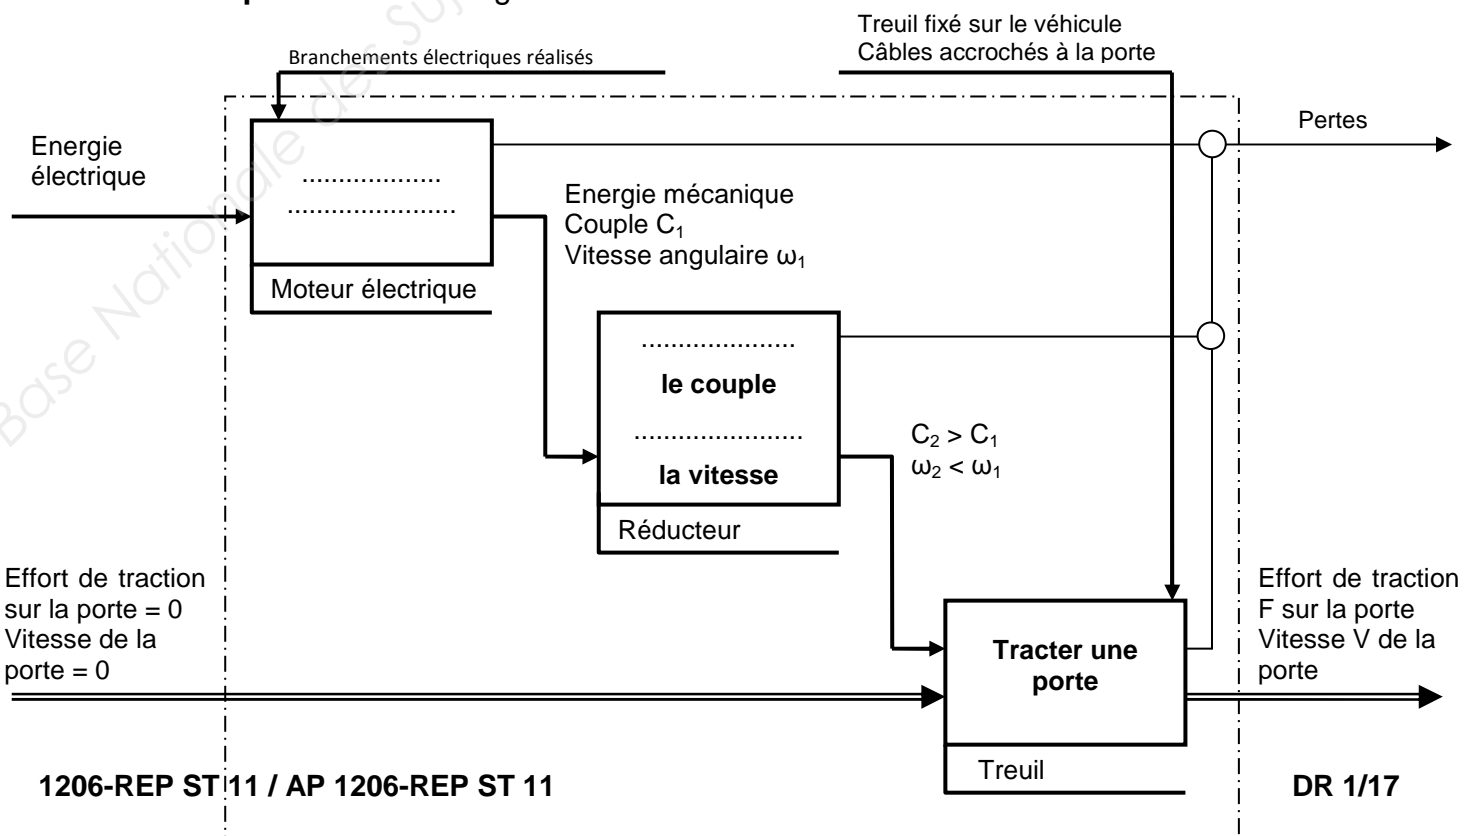 Treuil fixé sur le véhicule
Câbles accrochés à la porte
Branchements électriques réalisés
Pertes
Energie
électrique
...................
.......................
Energie mécanique
Couple C1
Vitesse angulaire ω1
Moteur électrique
.....................
le couple
.......................
la vitesse
C2 > C1
ω2 < ω1
Réducteur
Effort de traction
sur la porte = 0
Vitesse de la
porte = 0
Effort de traction
F sur la porte
Vitesse V de la
porte
Tracter une
porte
Treuil
1206-REP ST 11 / AP 1206-REP ST 11
DR 1/17
Base Nationale des